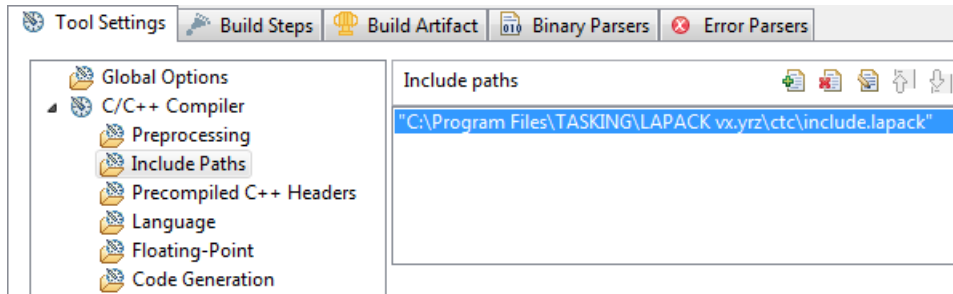 Tool Settings Build Steps Build Artifact 010 Binary Parsers Error Parsers
Global Options
C/C++ Compiler
Preprocessing
Include Paths
Precompiled C++ Headers
Language
Floating-Point
Code Generation
Include paths
"C:\Program Files\TASKING\LAPACK vx.yrz\ctc\include.lapack"